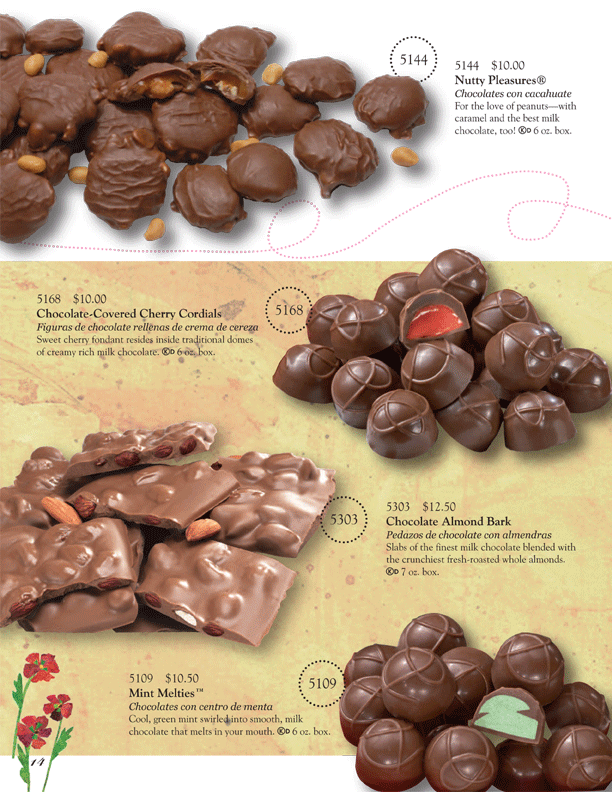 5144
5144 $10.00
Nutty Pleasures®
Chocolates con cacahuate
For the love of peanuts—with
caramel and the best milk
chocolate, too! ⓀD 6 oz. box.
5168 $10.00
Chocolate-Covered Cherry Cordials
Figuras de chocolate rellenas de crema de cereza
Sweet cherry fondant resides inside traditional domes
of creamy rich milk chocolate. ⓀD 6 oz. box.
5168
5303
5303 $12.50
Chocolate Almond Bark
Pedazos de chocolate con almendras
Slabs of the finest milk chocolate blended with
the crunchiest fresh-roasted whole almonds.
ⓀD 7 oz. box.
5109 $10.50
Mint Melties™
Chocolates con centro de menta
Cool, green mint swirled into smooth, milk
chocolate that melts in your mouth. ⓀD 6 oz. box.
5109
14